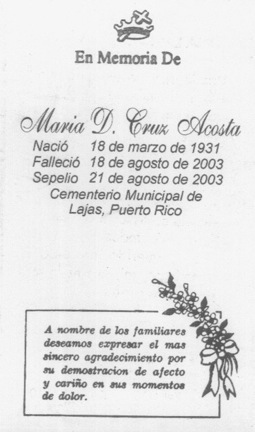 En Memoria De
Maria D. Cruz Acosta
Nació 18 de marzo de 1931
Falleció 18 de agosto de 2003
Sepelio 21 de agosto de 2003
Cementerio Municipal de
Lajas, Puerto Rico
A nombre de los familiares
deseamos expresar el mas
sincero agradecimiento por
su demostracion de afecto
y cariño en sus momentos
de dolor.